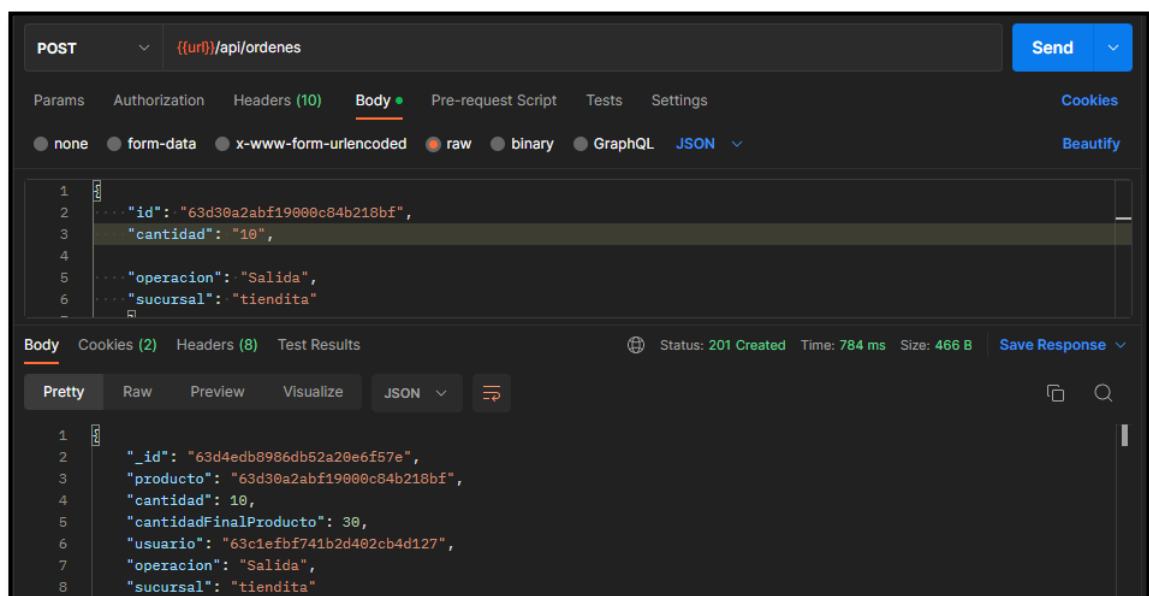 POST {{url}}/api/ordenes Send
Params Authorization Headers (10) Body Pre-request Script Tests Settings Cookies
none form-data x-www-form-urlencoded raw binary GraphQL JSON Beautify
1 {
2 "id": "63d30a2abf19000c84b218bf",
3 "cantidad": "10",
4
5 "operacion": "Salida",
6 "sucursal": "tiendita"
}
Body Cookies (2) Headers (8) Test Results Status: 201 Created Time: 784 ms Size: 466 B Save Response
Pretty Raw Preview Visualize JSON
1 {
2 "_id": "63d4edb8986db52a20e6f57e",
3 "producto": "63d30a2abf19000c84b218bf",
4 "cantidad": 10,
5 "cantidadFinalProducto": 30,
6 "usuario": "63c1efbf741b2d402cb4d127",
7 "operacion": "Salida",
8 "sucursal": "tiendita"